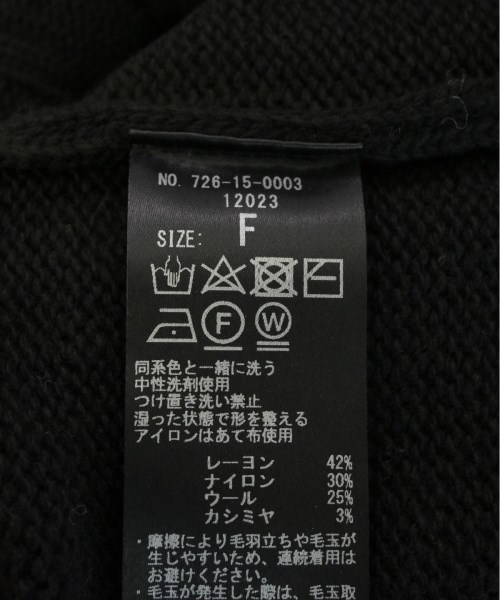 NO. 726-15-0003
12023
SIZE: F
F W
同系色と一緒に洗う
中性洗剤使用
つけ置き洗い禁止
湿った状態で形を整える
アイロンはあて布使用
レーヨン 42%
ナイロン 30%
ウール 25%
カシミヤ 3%
・摩擦により毛羽立ちや毛玉が
生じやすいため、連続着用は
お避けください。
・毛玉が発生した際は、毛玉取